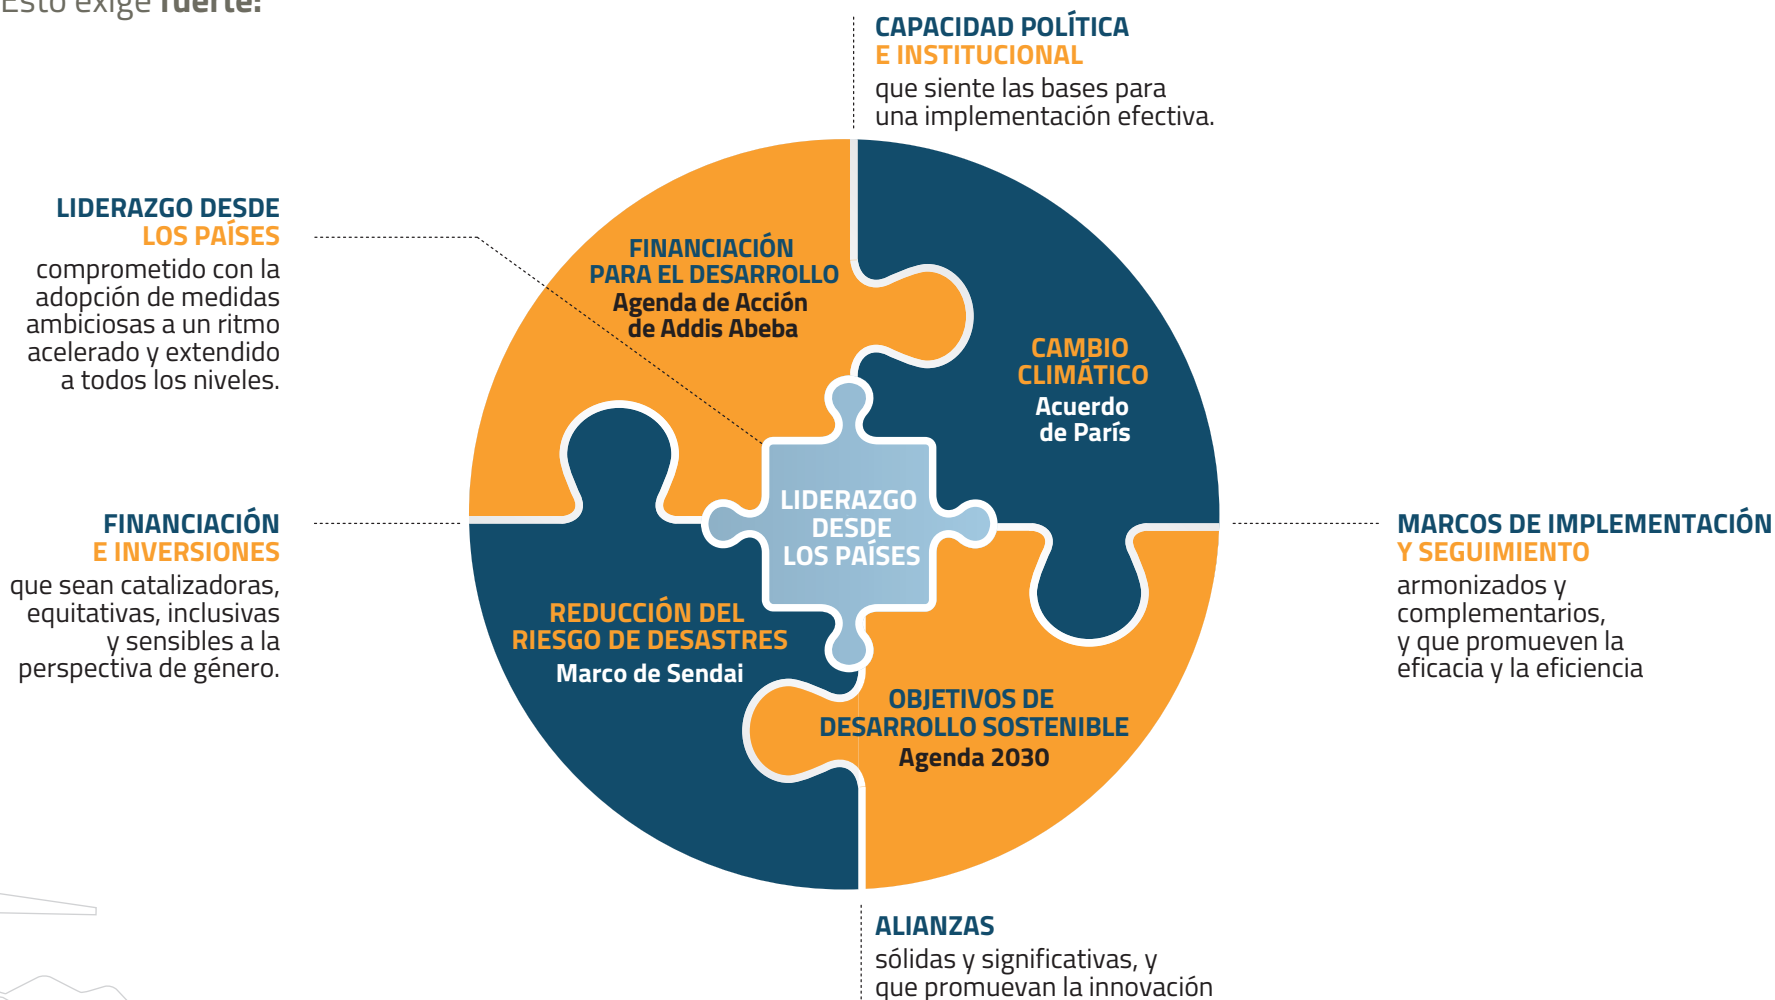 Esto exige fuerte:
CAPACIDAD POLÍTICA
E INSTITUCIONAL
que siente las bases para
una implementación efectiva.
LIDERAZGO DESDE
LOS PAÍSES
comprometido con la
adopción de medidas
ambiciosas a un ritmo
acelerado y extendido
a todos los niveles.
FINANCIACIÓN
PARA EL DESARROLLO
Agenda de Acción
de Addis Abeba
CAMBIO
CLIMÁTICO
Acuerdo
de París
LIDERAZGO
DESDE
LOS PAÍSES
FINANCIACIÓN
E INVERSIONES
que sean catalizadoras,
equitativas, inclusivas
y sensibles a la
perspectiva de género.
MARCOS DE IMPLEMENTACIÓN
Y SEGUIMIENTO
armonizados y
complementarios,
y que promueven la
eficacia y la eficiencia
REDUCCIÓN DEL
RIESGO DE DESASTRES
Marco de Sendai
OBJETIVOS DE
DESARROLLO SOSTENIBLE
Agenda 2030
ALIANZAS
sólidas y significativas, y
que promuevan la innovación